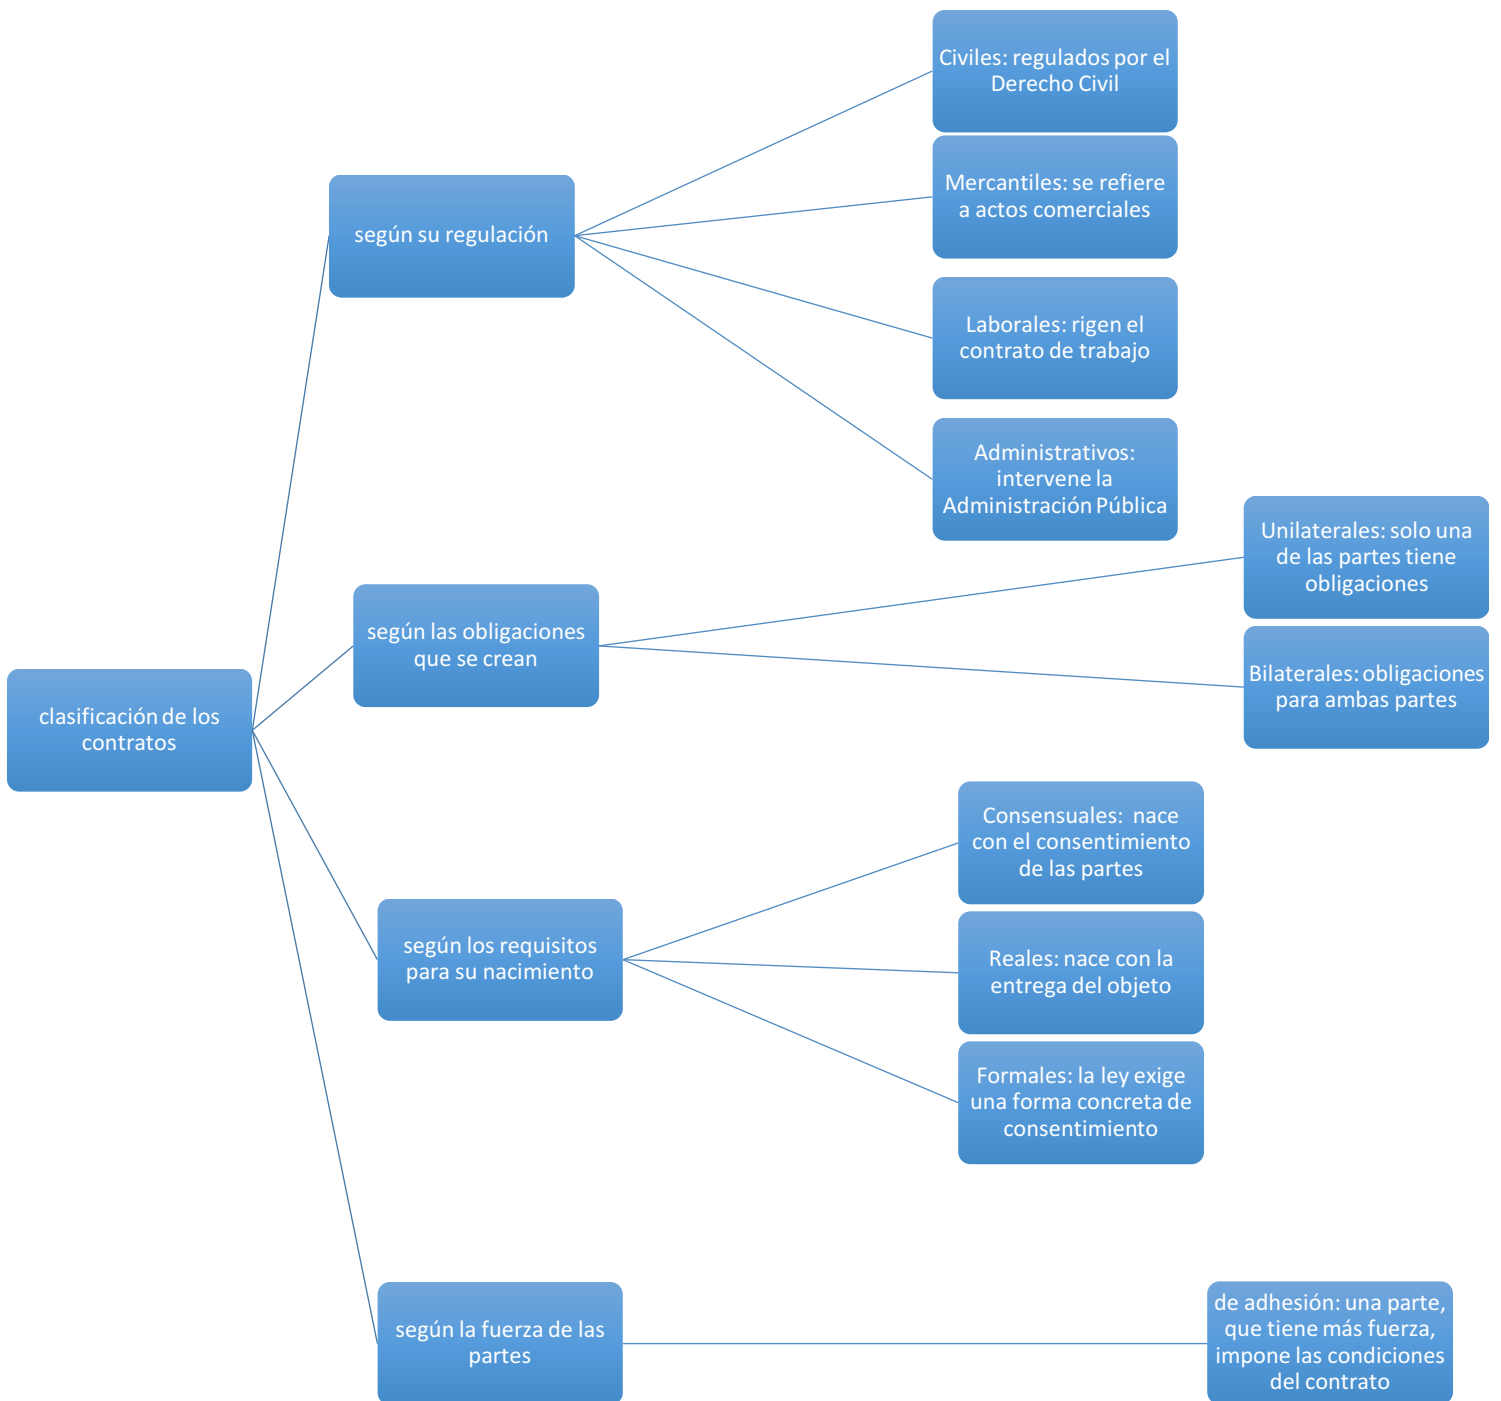 clasificación de los
contratos
según su regulación
Civiles: regulados por el
Derecho Civil
Mercantiles: se refiere
a actos comerciales
Laborales: rigen el
contrato de trabajo
Administrativos:
intervene la
Administración Pública
según las obligaciones
que se crean
Unilaterales: solo una
de las partes tiene
obligaciones
Bilaterales: obligaciones
para ambas partes
según los requisitos
para su nacimiento
Consensuales: nace
con el consentimiento
de las partes
Reales: nace con la
entrega del objeto
Formales: la ley exige
una forma concreta de
consentimiento
según la fuerza de las
partes
de adhesión: una parte,
que tiene más fuerza,
impone las condiciones
del contrato